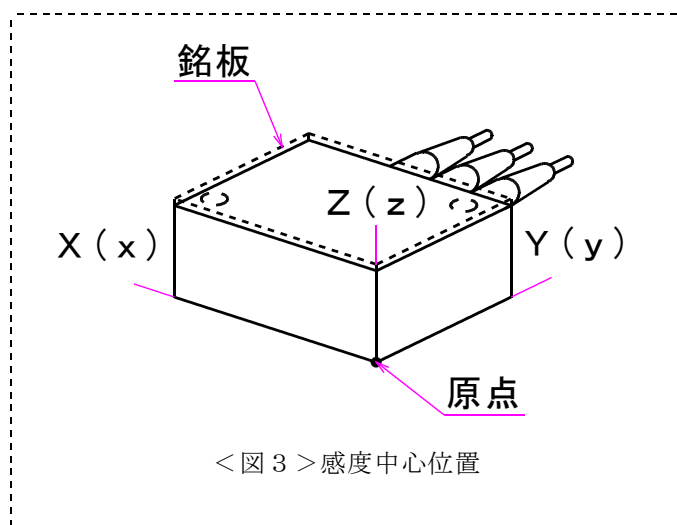 銘板
Z(z)
X(x)
Y(y)
原点
<図3>感度中心位置